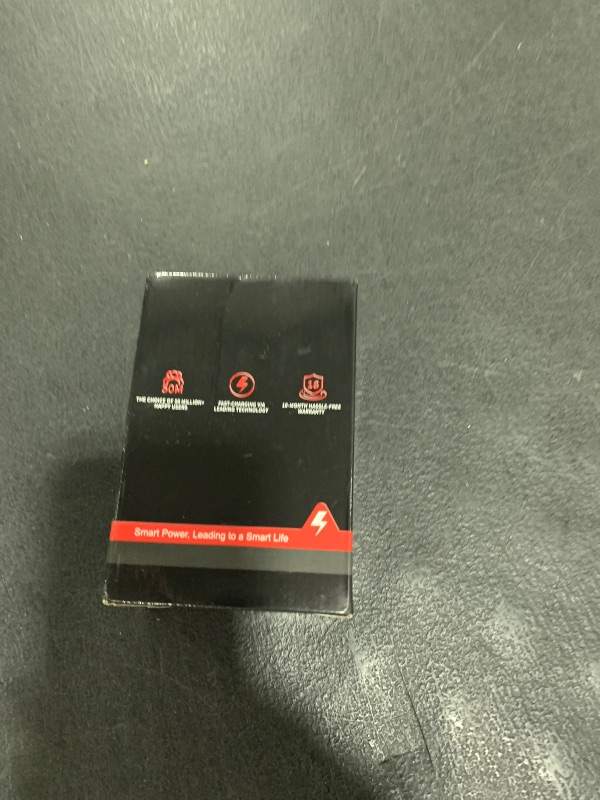 50M
THE CHOICE OF 50 MILLION+
HAPPY USERS
FAST-CHARGING VIA
LEADING TECHNOLOGY
18
18-MONTH HASSLE-FREE
WARRANTY
Smart Power, Leading to a Smart Life